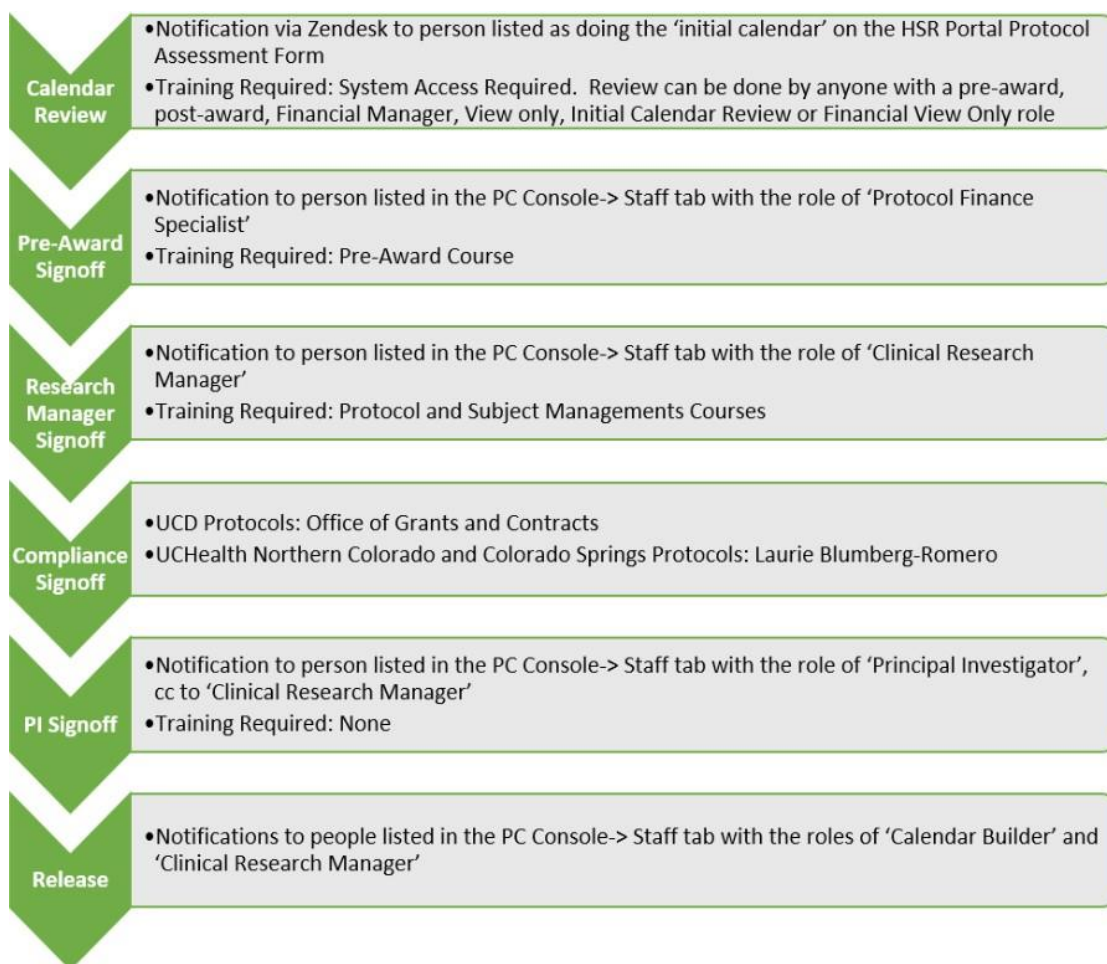 Calendar
Review
•Notification via Zendesk to person listed as doing the ‘initial calendar’ on the HSR Portal Protocol
Assessment Form
•Training Required: System Access Required.  Review can be done by anyone with a pre-award,
post-award, Financial Manager, View only, Initial Calendar Review or Financial View Only role
Pre-Award
Signoff
•Notification to person listed in the PC Console-> Staff tab with the role of ‘Protocol Finance
Specialist’
•Training Required: Pre-Award Course
Research
Manager
Signoff
•Notification to person listed in the PC Console-> Staff tab with the role of ‘Clinical Research
Manager’
•Training Required: Protocol and Subject Managements Courses
Compliance
Signoff
•UCD Protocols: Office of Grants and Contracts
•UCHealth Northern Colorado and Colorado Springs Protocols: Laurie Blumberg-Romero
PI Signoff
•Notification to person listed in the PC Console-> Staff tab with the role of ‘Principal Investigator’,
cc to ‘Clinical Research Manager’
•Training Required: None
Release
•Notifications to people listed in the PC Console-> Staff tab with the roles of ‘Calendar Builder’ and
‘Clinical Research Manager’